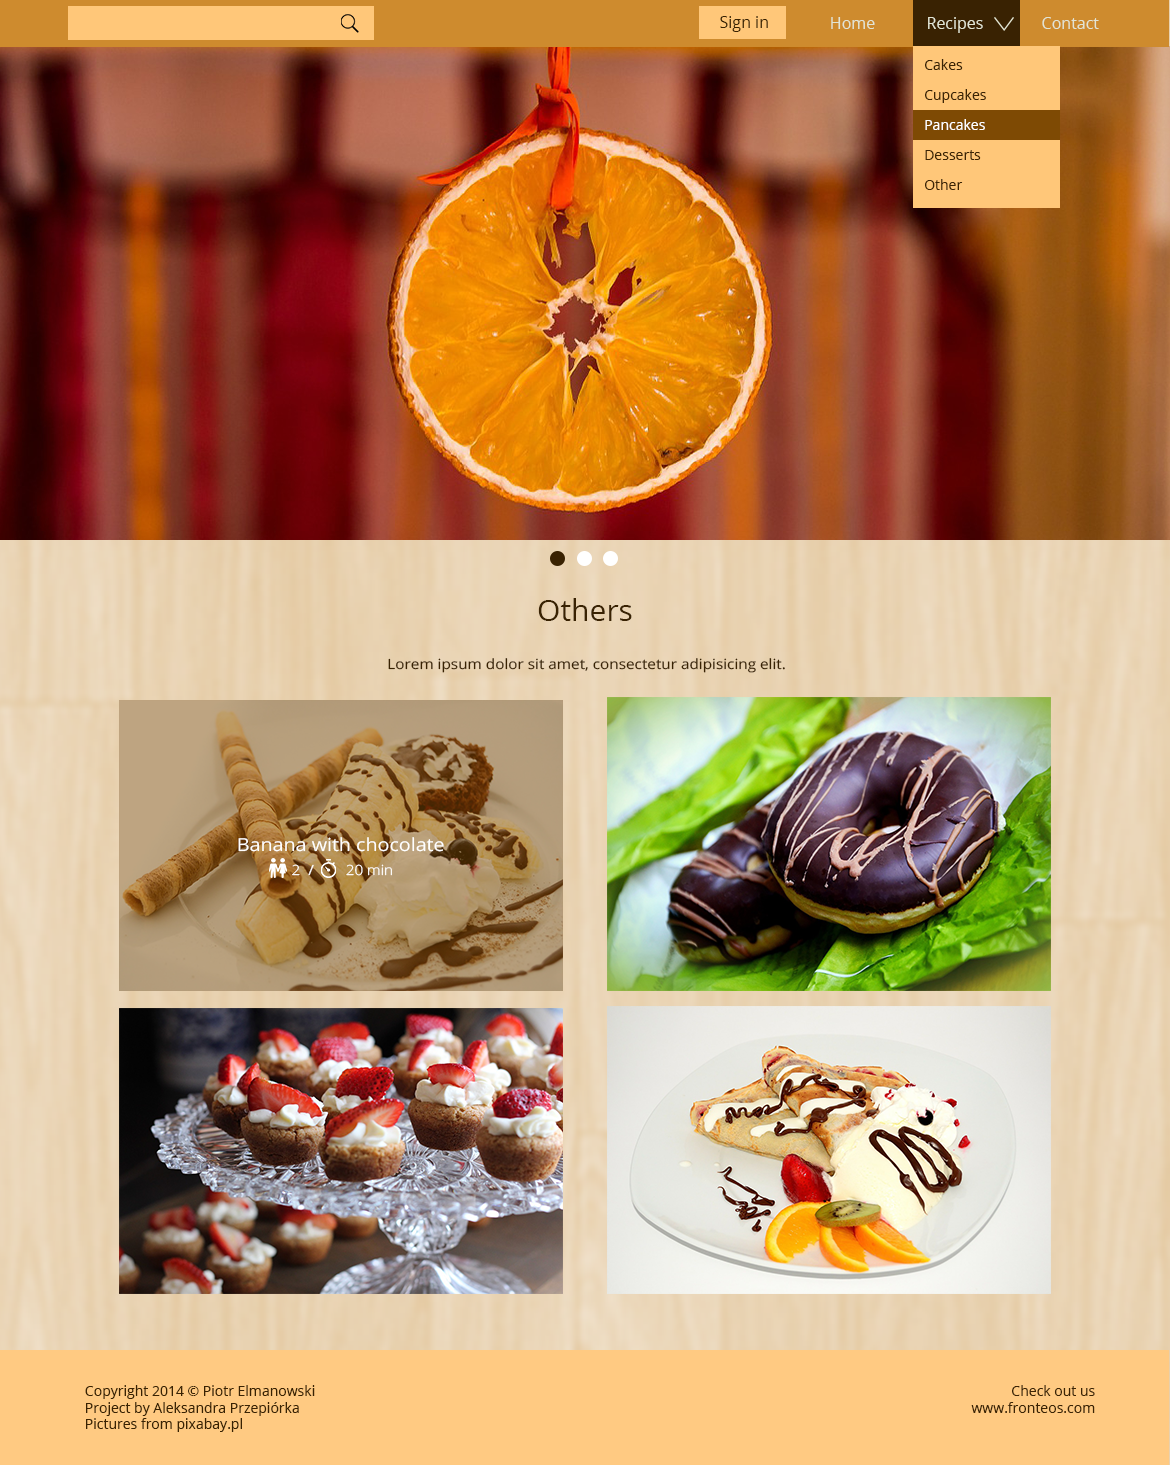 Sign in
Home
Recipes
Contact
Cakes
Cupcakes
Pancakes
Desserts
Other
Others
Lorem ipsum dolor sit amet, consectetur adipisicing elit.
Banana with chocolate
2 / 20 min
Copyright 2014 © Piotr Elmanowski
Project by Aleksandra Przepiórka
Pictures from pixabay.pl
Check out us
www.fronteos.com